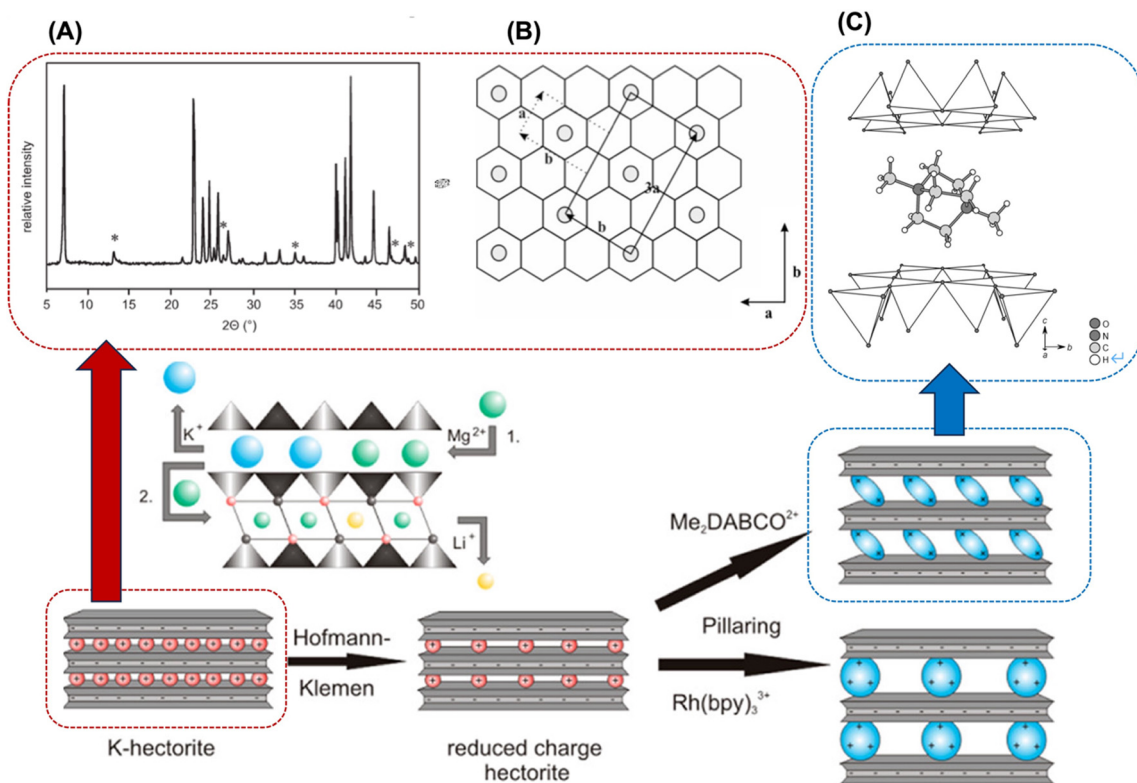 (A)
relative intensity
*
*
*
*
*
5 10 15 20 25 30 35 40 45 50
2Θ (°)
(B)
a
b
3a
b
b
a
(C)
c
a
b
O
N
C
H
K⁺
Mg²⁺
1.
2.
Li⁺
K-hectorite
Hofmann-
Klemen
reduced charge
hectorite
Me₂DABCO²⁺
Pillaring
Rh(bpy)₃³⁺